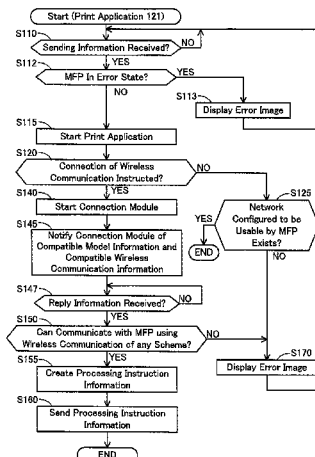 Start (Print Application 121)
S110
Sending Information Received?
NO
S112
YES
MFP In Error State?
YES
NO
S113
Display Error Image
S115
Start Print Application
S120
Connection of Wireless
Communication Instructed?
NO
S140
YES
S125
Start Connection Module
Network
Configured to be
Usable by MFP
Exists?
YES
END
NO
S145
Notify Connection Module of
Compatible Model Information and
Compatible Wireless
Communication Information
S147
Reply Information Received?
NO
S150
YES
Can Communicate with MFP using
Wireless Communication of any Schema?
NO
S155
YES
S170
Create Processing Instruction
Information
Display Error Image
S160
Send Processing Instruction
Information
END